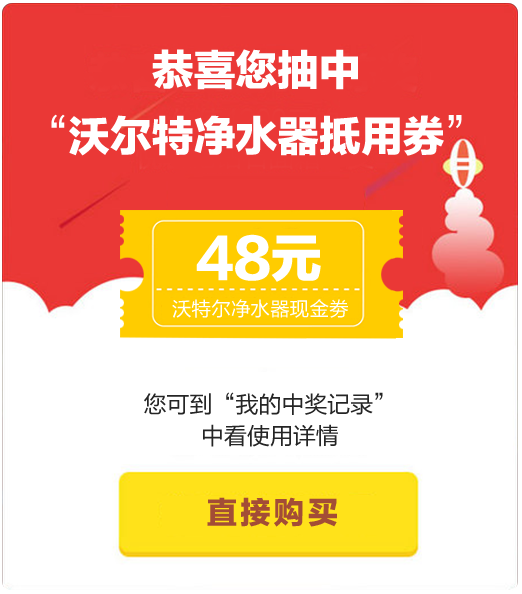 恭喜您抽中
“沃尔特净水器抵用券”
48元
沃特尔净水器现金劵
您可到“我的中奖记录”
中看使用详情
直接购买